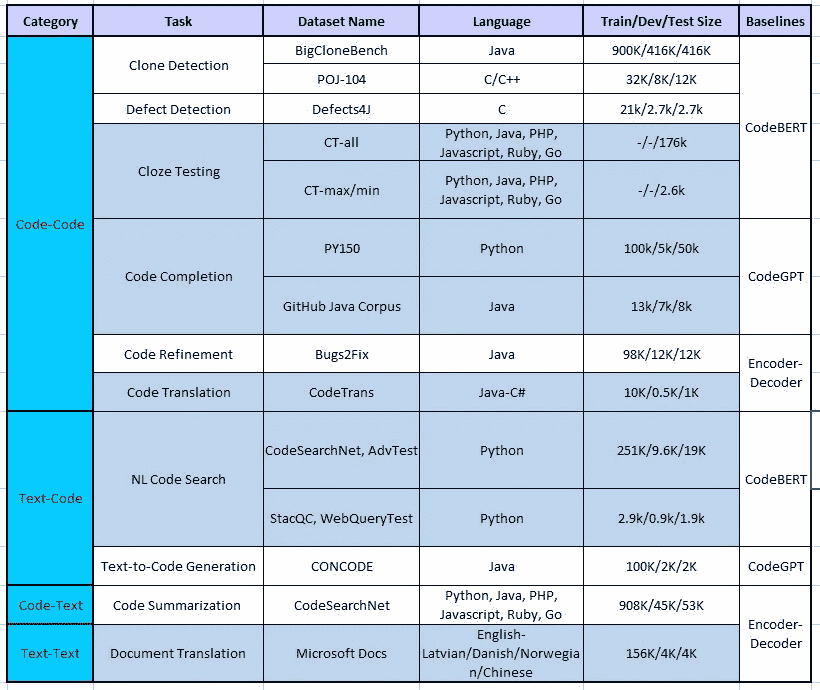 Category Task Dataset Name Language Train/Dev/Test Size Baselines
Code-Code
Clone Detection
BigCloneBench Java 900K/416K/416K
POJ-104 C/C++ 32K/8K/12K
CodeBERT
Defect Detection Defects4J C 21k/2.7k/2.7k
Cloze Testing
CT-all
Python, Java, PHP,
Javascript, Ruby, Go
-/-/176k
CT-max/min
Python, Java, PHP,
Javascript, Ruby, Go
-/-/2.6k
Code Completion
PY150 Python 100k/5k/50k
GitHub Java Corpus Java 13k/7k/8k
CodeGPT
Code Refinement Bugs2Fix Java 98K/12K/12K
Encoder-
Decoder
Code Translation CodeTrans Java-C# 10K/0.5K/1K
Text-Code
NL Code Search
CodeSearchNet, AdvTest Python 251K/9.6K/19K
StacQC, WebQueryTest Python 2.9k/0.9k/1.9k
CodeBERT
Text-to-Code Generation CONCODE Java 100K/2K/2K CodeGPT
Code-Text Code Summarization CodeSearchNet
Python, Java, PHP,
Javascript, Ruby, Go
908K/45K/53K
Encoder-
Decoder
Text-Text Document Translation Microsoft Docs
English-
Latvian/Danish/Norwegia
n/Chinese
156K/4K/4K